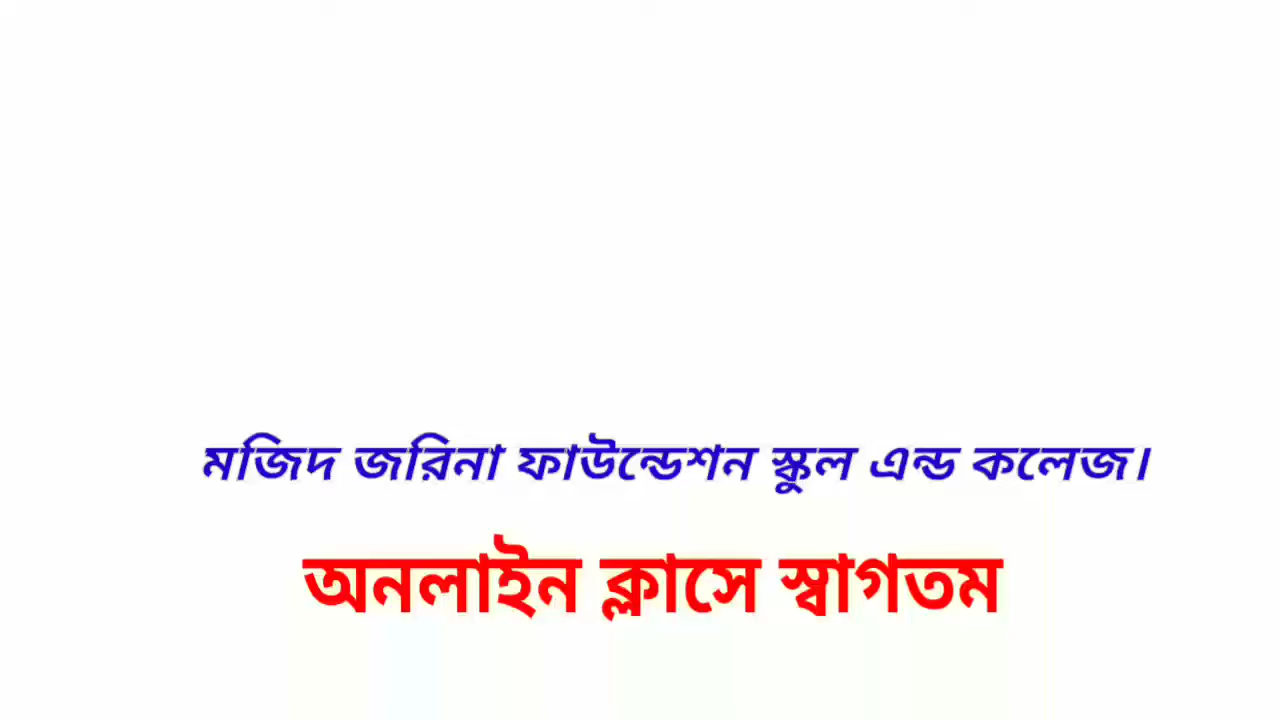 মজিদ জরিনা ফাউন্ডেশন স্কুল এন্ড কলেজ।
অনলাইন ক্লাসে স্বাগতম